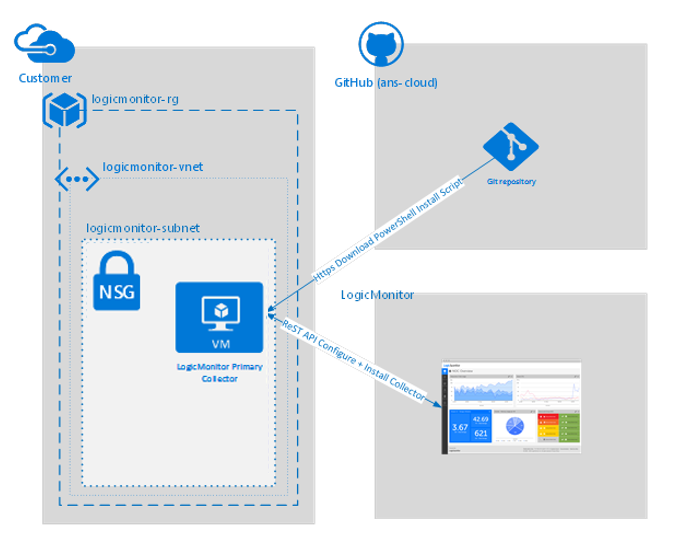 Customer
GitHub (ans-cloud)
logicmonitor-rg
logicmonitor-vnet
Git repository
logicmonitor-subnet
Https Download PowerShell Install Script
NSG
LogicMonitor
VM
ReST API Configure + Install Collector
LogicMonitor Primary
Collector
3.67
42.69
621